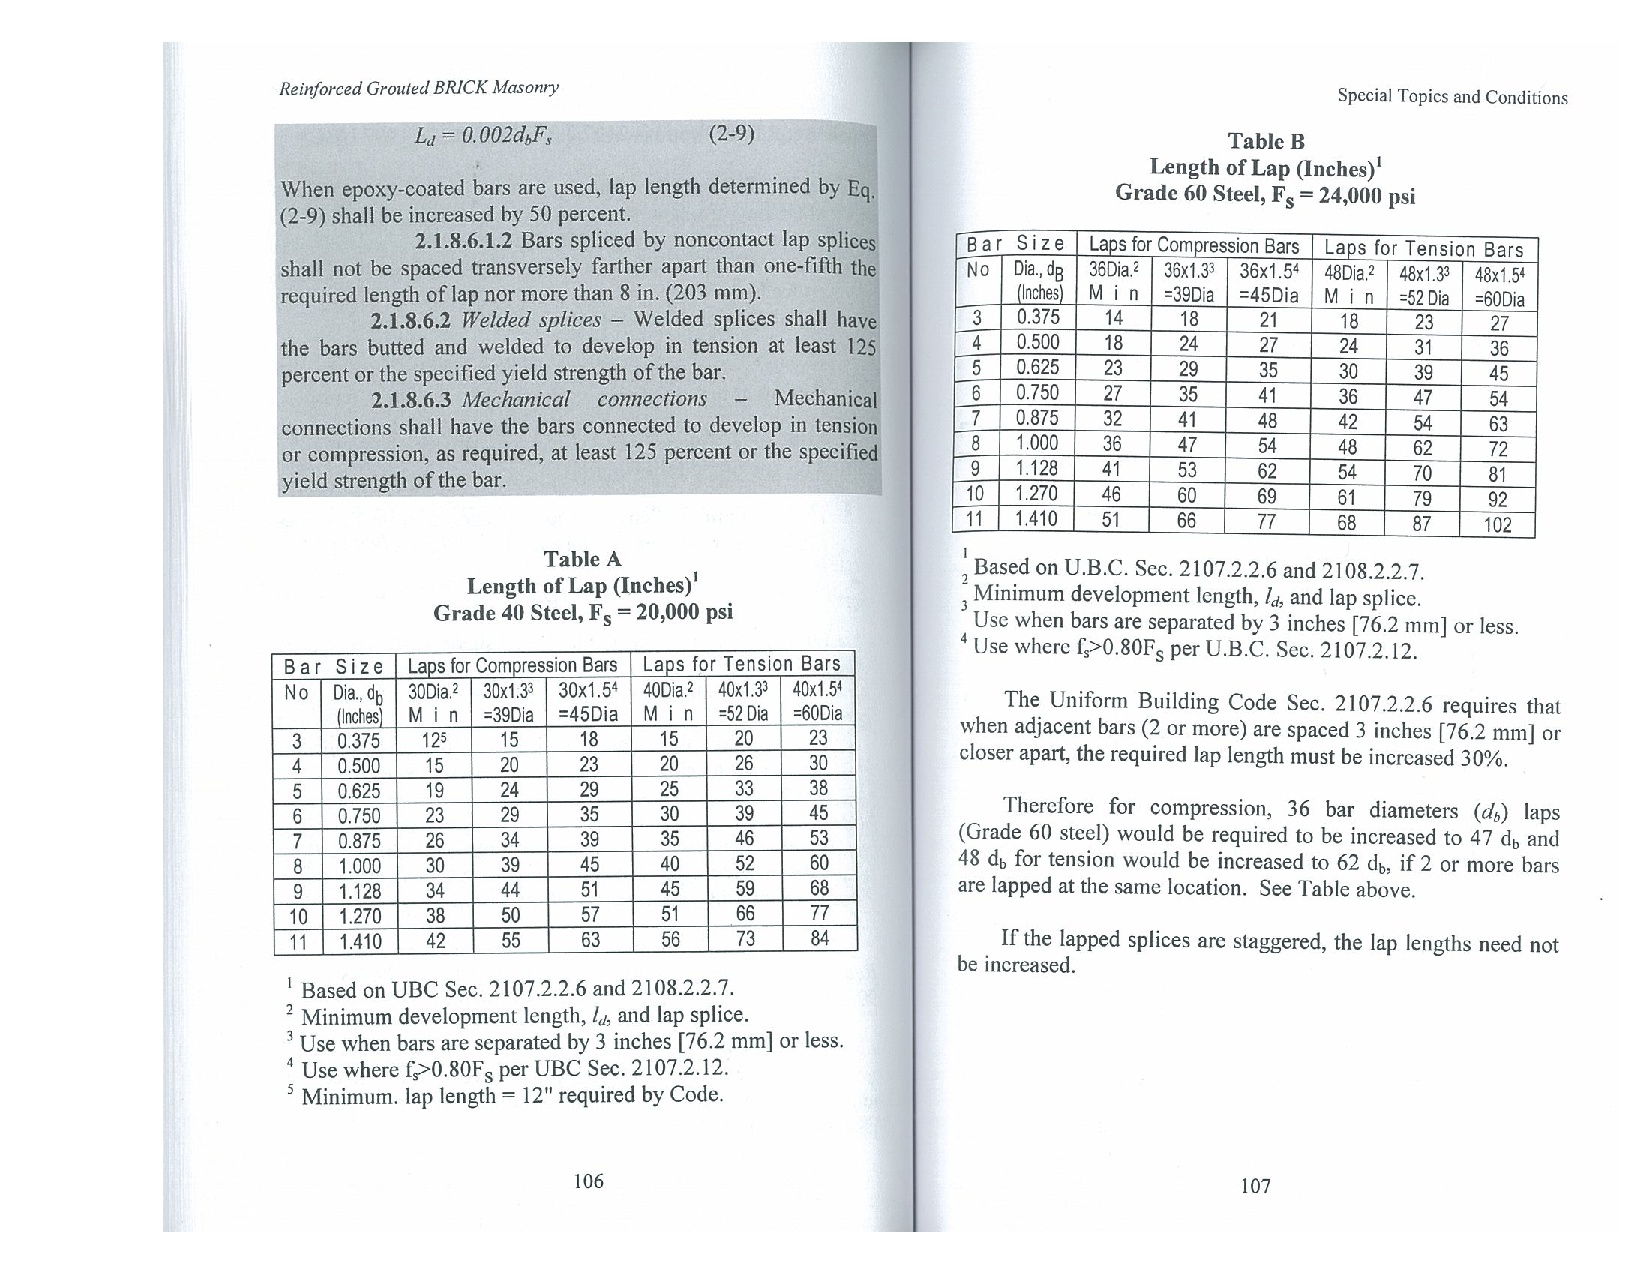 Reinforced Grouted BRICK Masonry
L_d = 0.002d_bF_s (2-9)
When epoxy-coated bars are used, lap length determined by Eq.
(2-9) shall be increased by 50 percent.
2.1.8.6.1.2 Bars spliced by noncontact lap splices
shall not be spaced transversely farther apart than one-fifth the
required length of lap nor more than 8 in. (203 mm).
2.1.8.6.2 Welded splices – Welded splices shall have
the bars butted and welded to develop in tension at least 125
percent or the specified yield strength of the bar.
2.1.8.6.3 Mechanical connections – Mechanical
connections shall have the bars connected to develop in tension
or compression, as required, at least 125 percent or the specified
yield strength of the bar.
Table A
Length of Lap (Inches)¹
Grade 40 Steel, F_s = 20,000 psi
Bar Size Laps for Compression Bars Laps for Tension Bars
No Dia., d_b 30Dia.² 30x1.3³ 30x1.5⁴ 40Dia.² 40x1.3³ 40x1.5⁴
(Inches) Min =39Dia =45Dia Min =52 Dia =60Dia
3 0.375 12⁵ 15 18 15 20 23
4 0.500 15 20 23 20 26 30
5 0.625 19 24 29 25 33 38
6 0.750 23 29 35 30 39 45
7 0.875 26 34 39 35 46 53
8 1.000 30 39 45 40 52 60
9 1.128 34 44 51 45 59 68
10 1.270 38 50 57 51 66 77
11 1.410 42 55 63 56 73 84
¹ Based on UBC Sec. 2107.2.2.6 and 2108.2.2.7.
² Minimum development length, l_d, and lap splice.
³ Use when bars are separated by 3 inches [76.2 mm] or less.
⁴ Use where f_s>0.80F_s per UBC Sec. 2107.2.12.
⁵ Minimum. lap length = 12" required by Code.
106
Special Topics and Conditions
Table B
Length of Lap (Inches)¹
Grade 60 Steel, F_s = 24,000 psi
Bar Size Laps for Compression Bars Laps for Tension Bars
No Dia., d_B 36Dia.² 36x1.3³ 36x1.5⁴ 48Dia.² 48x1.3³ 48x1.5⁴
(Inches) Min =39Dia =45Dia Min =52 Dia =60Dia
3 0.375 14 18 21 18 23 27
4 0.500 18 24 27 24 31 36
5 0.625 23 29 35 30 39 45
6 0.750 27 35 41 36 47 54
7 0.875 32 41 48 42 54 63
8 1.000 36 47 54 48 62 72
9 1.128 41 53 62 54 70 81
10 1.270 46 60 69 61 79 92
11 1.410 51 66 77 68 87 102
¹ Based on U.B.C. Sec. 2107.2.2.6 and 2108.2.2.7.
² Minimum development length, l_d, and lap splice.
³ Use when bars are separated by 3 inches [76.2 mm] or less.
⁴ Use where f_s>0.80F_s per U.B.C. Sec. 2107.2.12.
The Uniform Building Code Sec. 2107.2.2.6 requires that
when adjacent bars (2 or more) are spaced 3 inches [76.2 mm] or
closer apart, the required lap length must be increased 30%.
Therefore for compression, 36 bar diameters (d_b) laps
(Grade 60 steel) would be required to be increased to 47 d_b and
48 d_b for tension would be increased to 62 d_b, if 2 or more bars
are lapped at the same location. See Table above.
If the lapped splices are staggered, the lap lengths need not
be increased.
107